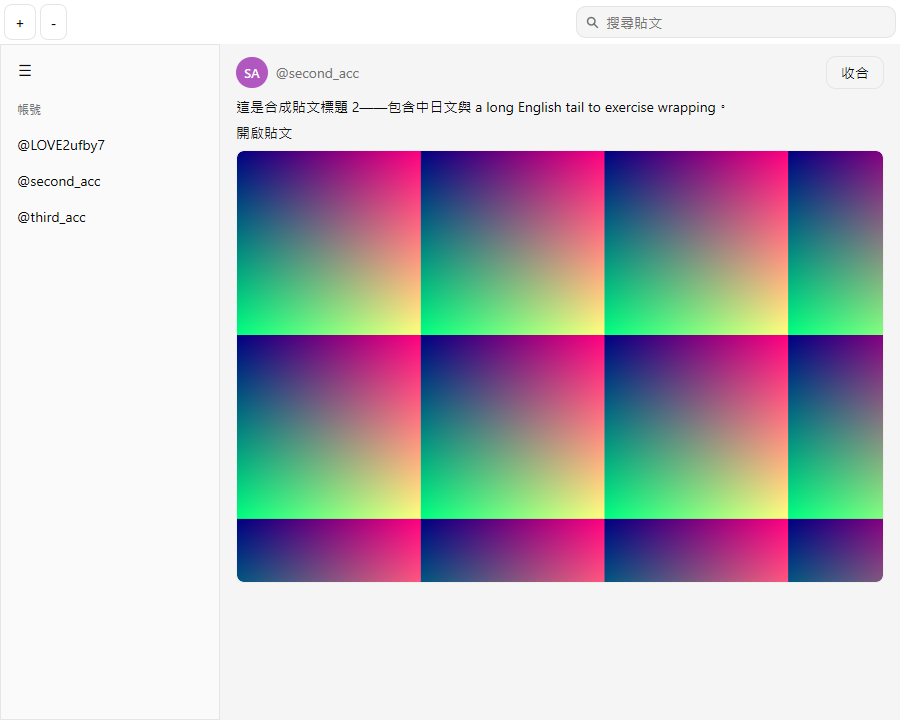 +
-
搜尋貼文
☰
帳號
@LOVE2ufby7
@second_acc
@third_acc
SA
@second_acc
收合
這是合成貼文標題 2——包含中日文與 a long English tail to exercise wrapping。
開啟貼文